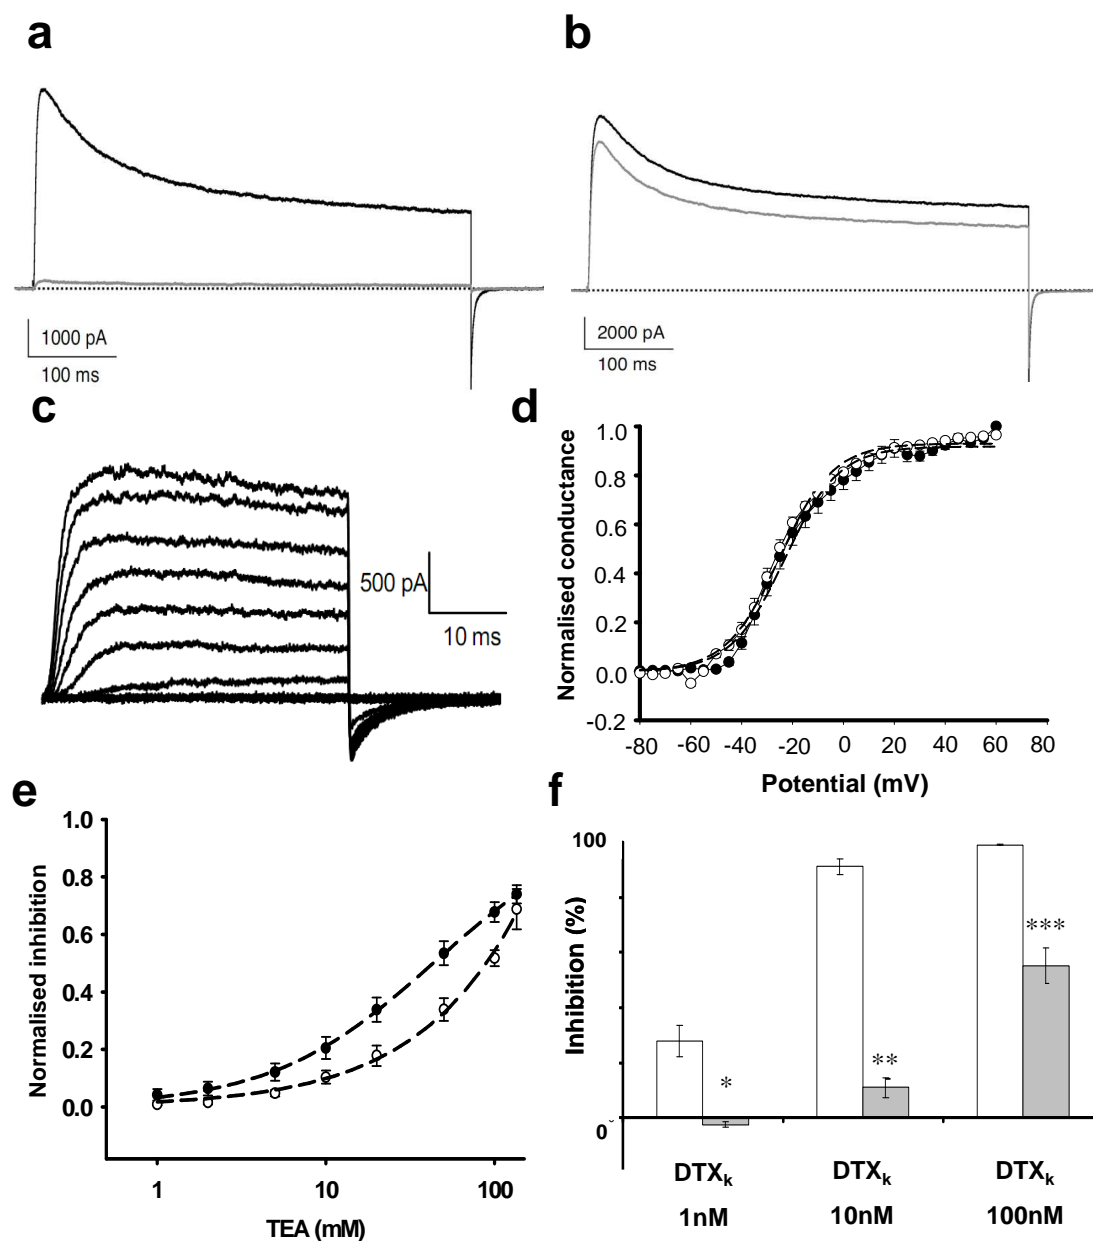 a
b
1000 pA
100 ms
2000 pA
100 ms
c
500 pA
10 ms
d
Normalised conductance
1.0
0.8
0.6
0.4
0.2
0.0
-0.2
-80 -60 -40 -20 0 20 40 60 80
Potential (mV)
e
Normalised inhibition
1.0
0.8
0.6
0.4
0.2
0.0
1 10 100
TEA (mM)
f
Inhibition (%)
100
0
* ** ***
DTXk DTXk DTXk
1nM 10nM 100nM